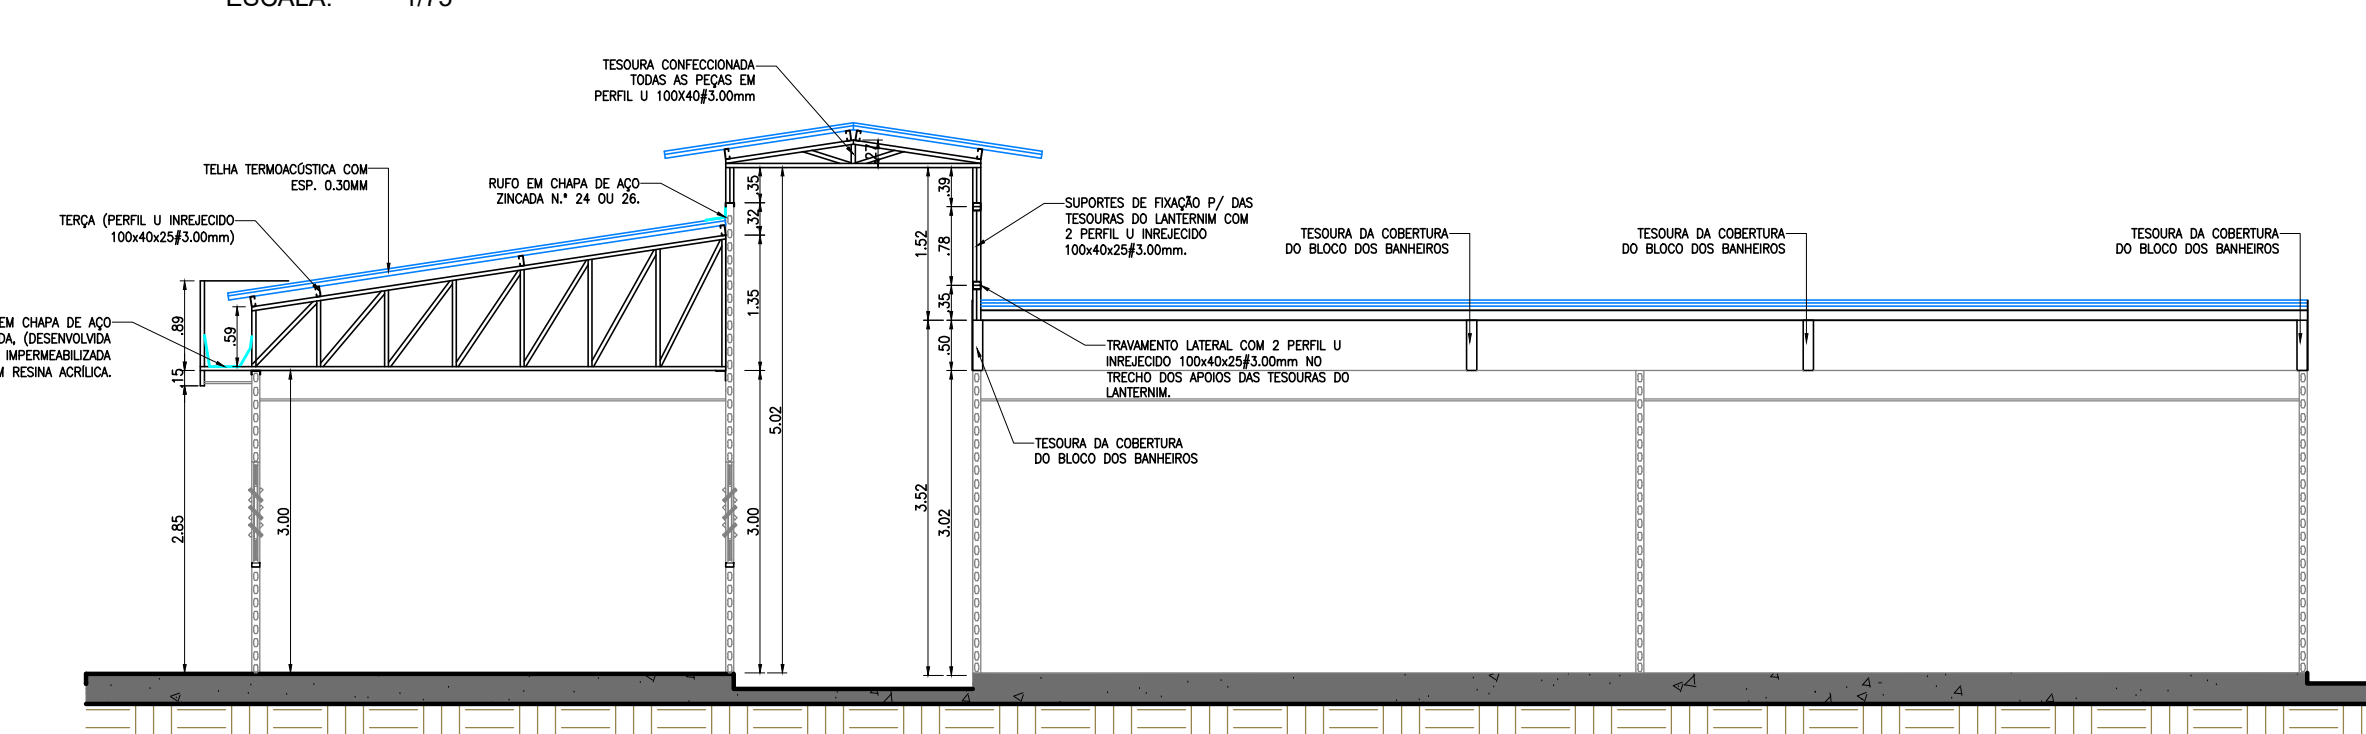 ESCALA: 1/75
TESOURA CONFECCIONADA
TODAS AS PEÇAS EM
PERFIL U 100X40#3.00mm
TELHA TERMOACÚSTICA COM
ESP. 0.30MM
RUFO EM CHAPA DE AÇO
ZINCADA N.° 24 OU 26.
TERÇA (PERFIL U INREJECIDO
100x40x25#3.00mm)
EM CHAPA DE AÇO
DA, (DESENVOLVIDA
IMPERMEABILIZADA
M RESINA ACRÍLICA.
SUPORTES DE FIXAÇÃO P/ DAS
TESOURAS DO LANTERNIM COM
2 PERFIL U INREJECIDO
100x40x25#3.00mm.
TESOURA DA COBERTURA
DO BLOCO DOS BANHEIROS
TESOURA DA COBERTURA
DO BLOCO DOS BANHEIROS
TESOURA DA COBERTURA
DO BLOCO DOS BANHEIROS
TRAVAMENTO LATERAL COM 2 PERFIL U
INREJECIDO 100x40x25#3.00mm NO
TRECHO DOS APOIOS DAS TESOURAS DO
LANTERNIM.
TESOURA DA COBERTURA
DO BLOCO DOS BANHEIROS
.89
.15
2.85
.59
3.00
.35
.32
1.35
3.00
5.02
.27
1.52
3.52
.39
.78
.35
.50
3.02